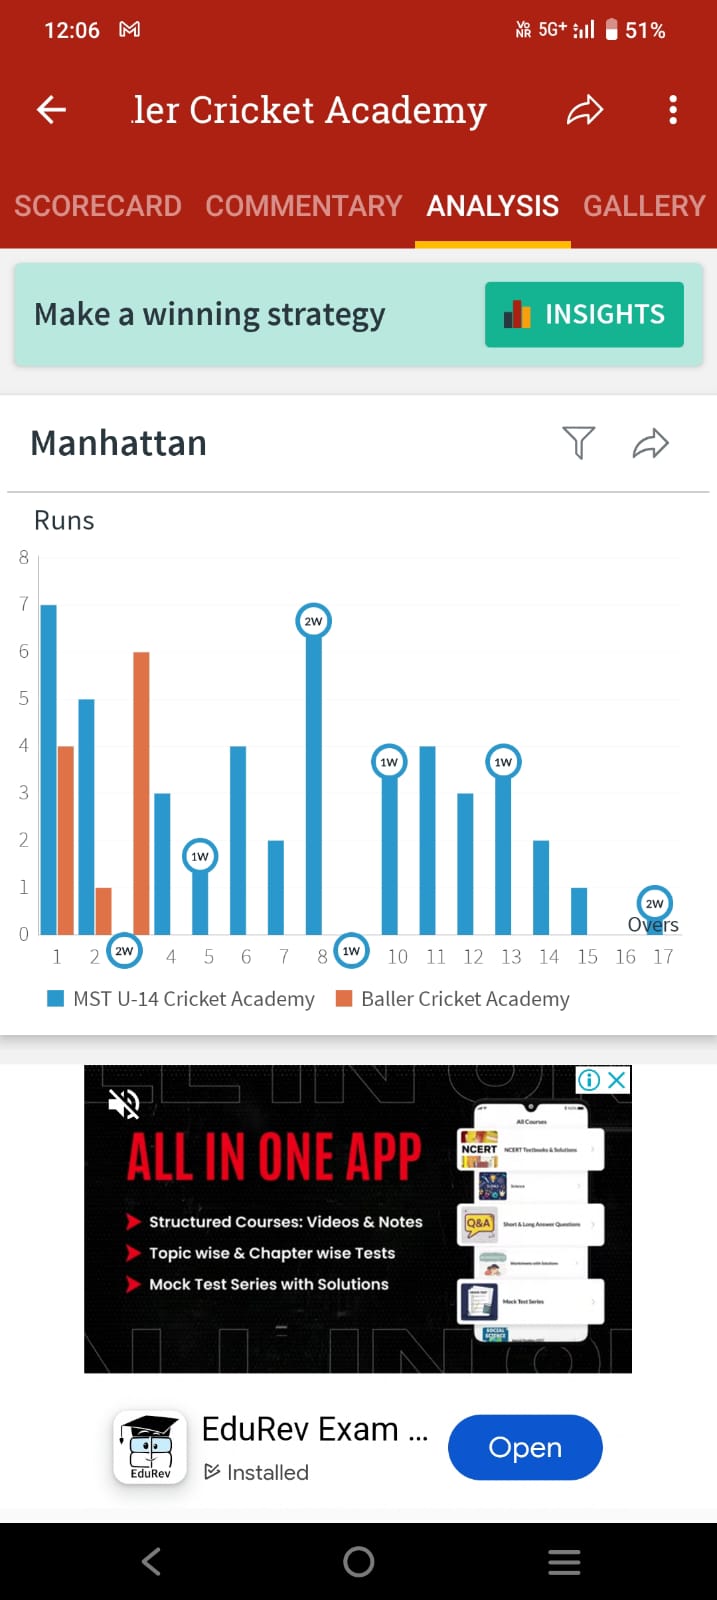 12:06 VO NR 5G+ 51%
ler Cricket Academy
SCORECARD COMMENTARY ANALYSIS GALLERY
Make a winning strategy INSIGHTS
Manhattan
Runs
8
7
6
5
4
3
2
1
0
2W
1W 1W
1W
2W
Overs
1 2 2W 4 5 6 7 8 1W 10 11 12 13 14 15 16 17
MST U-14 Cricket Academy Baller Cricket Academy
ALL IN ONE APP
Structured Courses: Videos & Notes
Topic wise & Chapter wise Tests
Mock Test Series with Solutions
All Courses
NCERT NCERT Textbooks & Solutions
Science
Q&A Short & Long Answer Questions
Worksheets with Solutions
Mock Test Series
SOCIAL SCIENCE
EduRev
EduRev Exam ...
Installed
Open